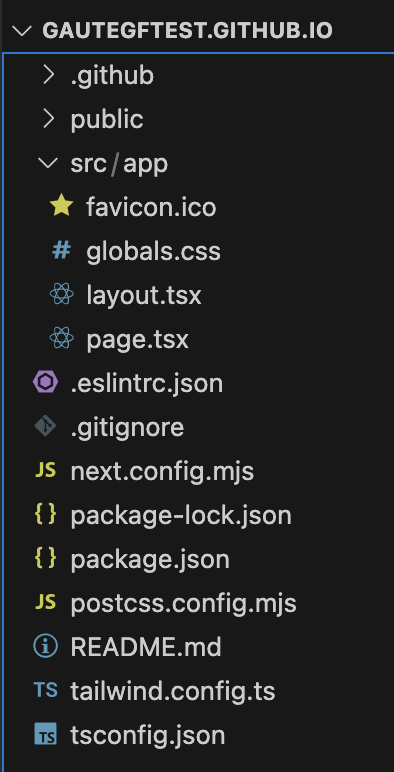 GAUTEGFTEST.GITHUB.IO
.github
public
src/app
favicon.ico
# globals.css
layout.tsx
page.tsx
.eslintrc.json
.gitignore
JS next.config.mjs
{} package-lock.json
{} package.json
JS postcss.config.mjs
README.md
TS tailwind.config.ts
TS tsconfig.json